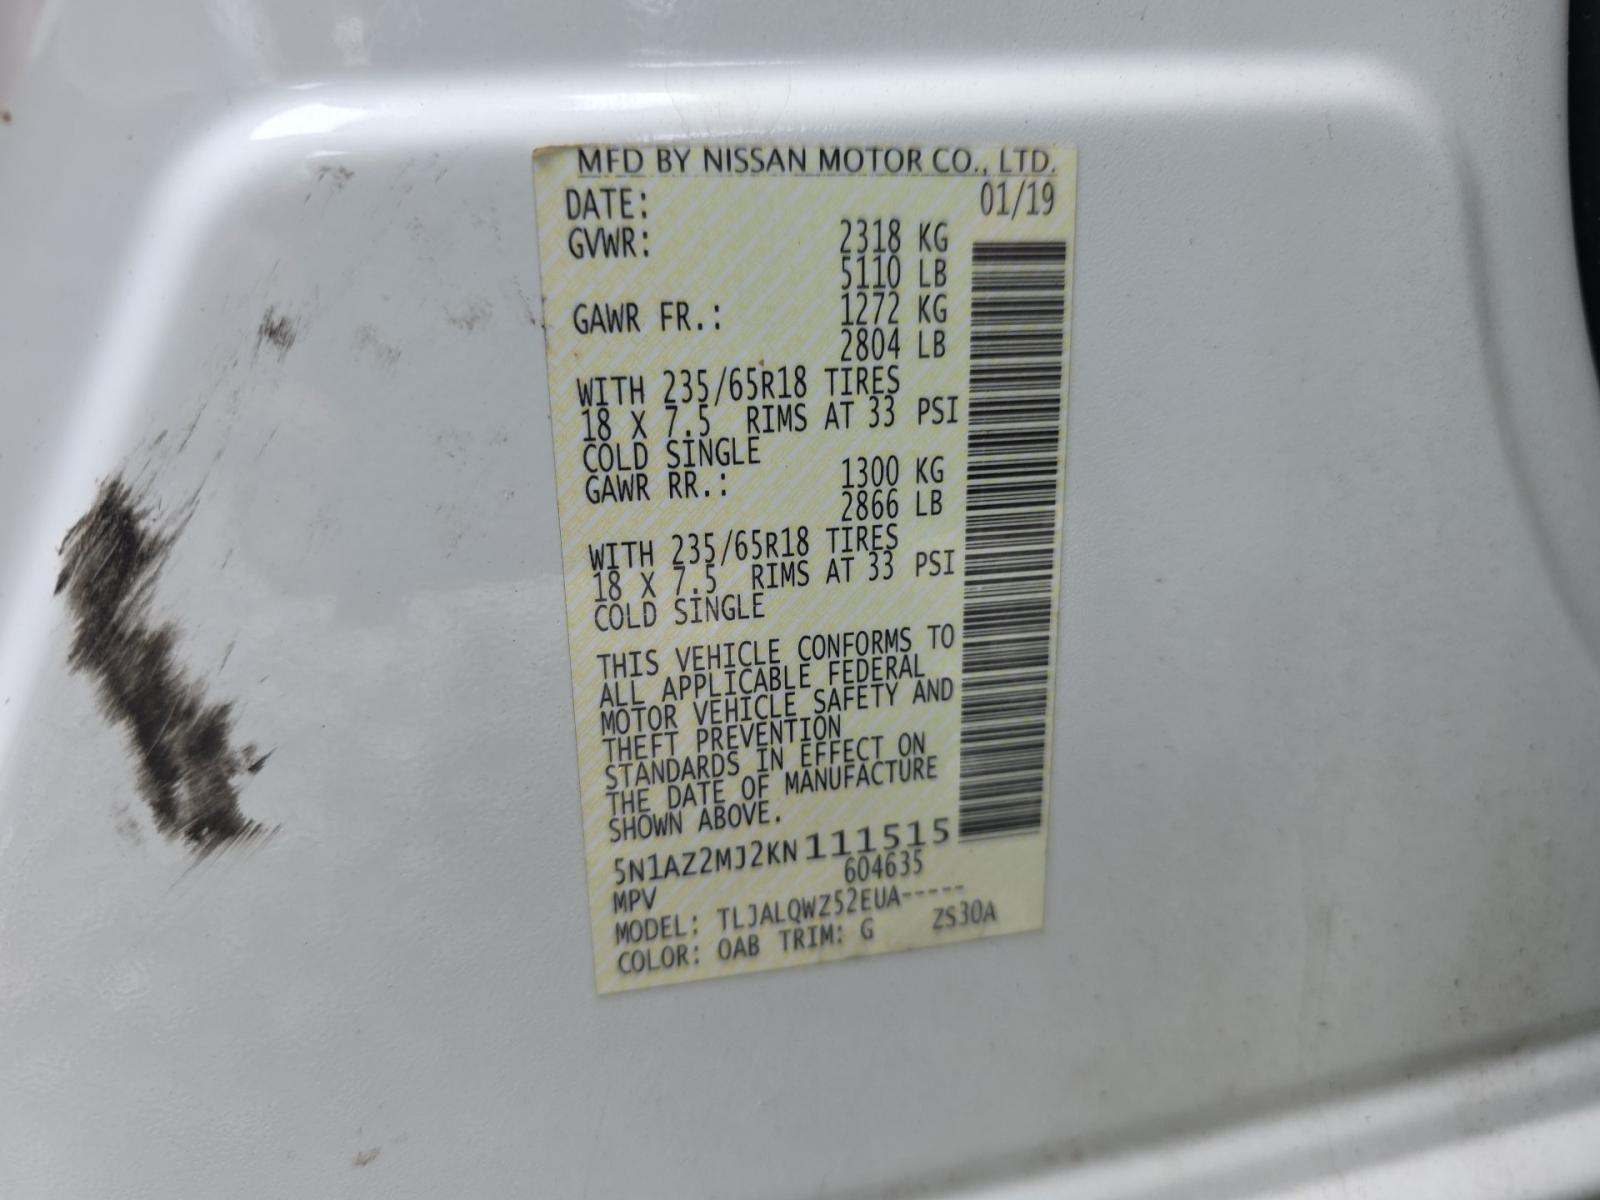 MFD BY NISSAN MOTOR CO., LTD.
DATE: 01/19
GVWR: 2318 KG
5110 LB
GAWR FR.: 1272 KG
2804 LB
WITH 235/65R18 TIRES
18 X 7.5 RIMS AT 33 PSI
COLD SINGLE
GAWR RR.: 1300 KG
2866 LB
WITH 235/65R18 TIRES
18 X 7.5 RIMS AT 33 PSI
COLD SINGLE
THIS VEHICLE CONFORMS TO
ALL APPLICABLE FEDERAL
MOTOR VEHICLE SAFETY AND
THEFT PREVENTION
STANDARDS IN EFFECT ON
THE DATE OF MANUFACTURE
SHOWN ABOVE.
5N1AZ2MJ2KN111515
MPV 604635
MODEL: TLJALQWZ52EUA-----
COLOR: QAB TRIM: G ZS30A